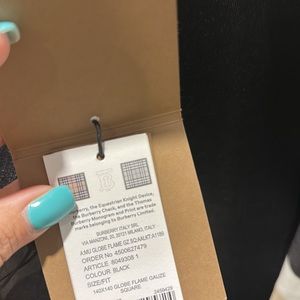 Burberry, the Equestrian Knight Device,
the Burberry Check, and the Thomas
Burberry Monogram and Print are trade
marks belonging to Burberry Limited.
BURBERRY ITALY SRL
VIA MANZONI, 20, 20121 MILANO, ITALY
A:MU GLOBE FLAME GZ SQ:AALKT A1189
ORDER No. 4500627479
ARTICLE 8049308 1
COLOUR BLACK
SIZE/FIT
140X140 GLOBE FLAME GAUZE
SQUARE